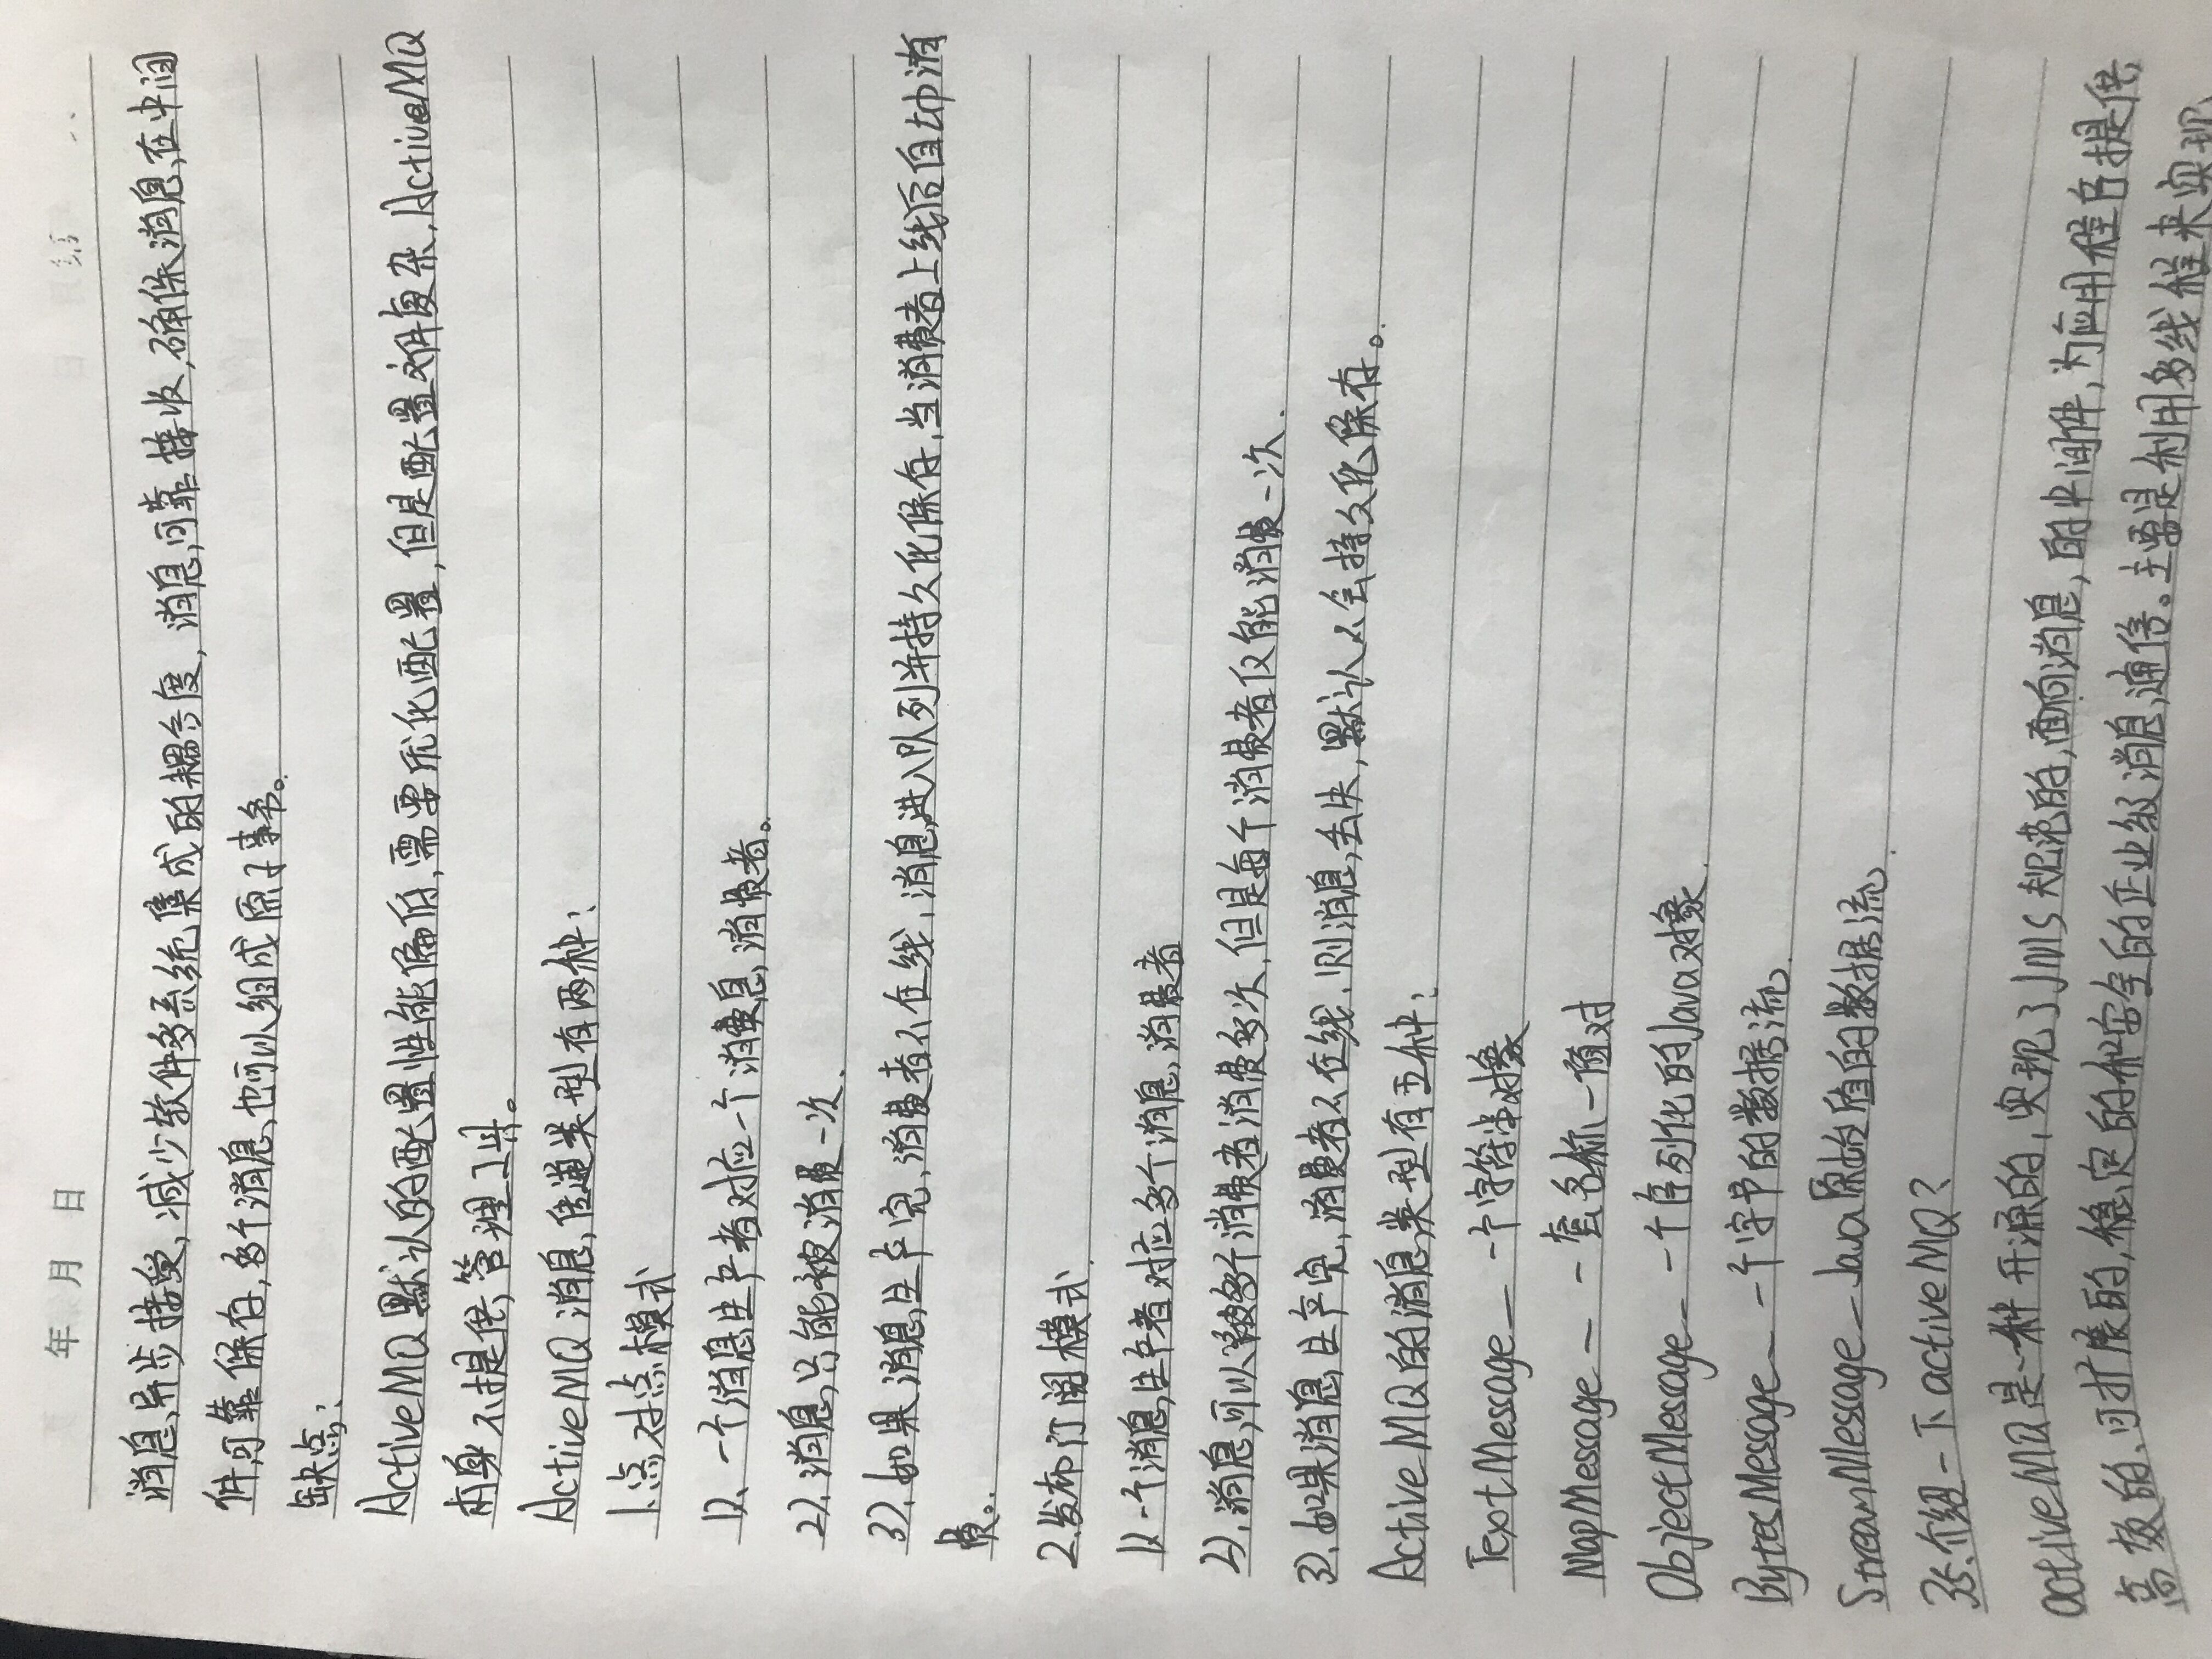 年 月 日
消息异步接受,减少软件多系统集成的耦合度,消息可靠接收,确保消息在中间
件可靠保存,多个消息也可以组成原子事务。
缺点:
ActiveMQ默认的配置性能偏低,需要优化配置,但是配置文件复杂,ActiveMQ
本身不提供管理工具。
ActiveMQ消息传递类型有两种:
1.点对点模式
1)、一个消息生产者对应一个消费息消费者。
2)、消息只能被消费一次.
3)、如果消息生产完,消费者不在线,消息进入队列并持久化保存,当消费者上线后自动消
费。
2.发布订阅模式.
1)、一个消息生产者对应多个消息消费者
2)、消息可以被多个消费者消费多次,但是每个消费者仅能消费一次.
3)、如果消息生产完,消费者不在线,则消息丢失,默认不会持久化保存。
ActiveMQ的消息类型有五种:
TextMessage — 一个字符串对象
MapMessage — 一套名称-值对
ObjectMessage — 一个序列化的Java对象.
BytesMessage — 一个字节的数据流.
StreamMessage — Java原始值的数据流.
35.介绍一下activeMQ?
activeMQ是一种开源的,实现了JMS规范的,面向消息的中间件,为应用程序提供
高效的、可扩展的,稳定的和安全的企业级消息通信。主要是利用多线程来实现